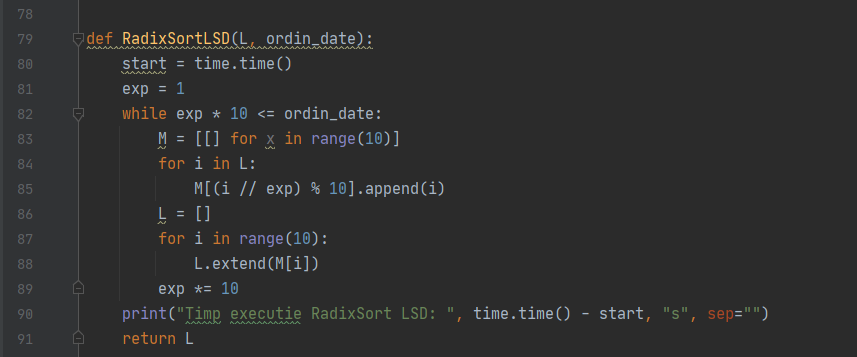 78
79 def RadixSortLSD(L, ordin_date):
80     start = time.time()
81     exp = 1
82     while exp * 10 <= ordin_date:
83         M = [[] for x in range(10)]
84         for i in L:
85             M[(i // exp) % 10].append(i)
86         L = []
87         for i in range(10):
88             L.extend(M[i])
89         exp *= 10
90     print("Timp executie RadixSort LSD: ", time.time() - start, "s", sep="")
91     return L